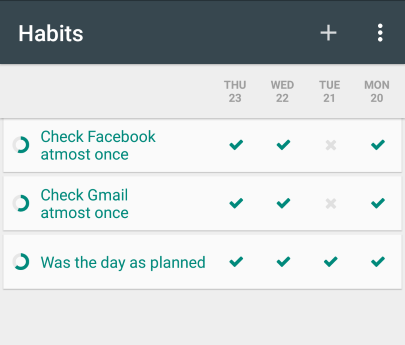 Habits
THU WED TUE MON
23 22 21 20
Check Facebook
atmost once
Check Gmail
atmost once
Was the day as planned